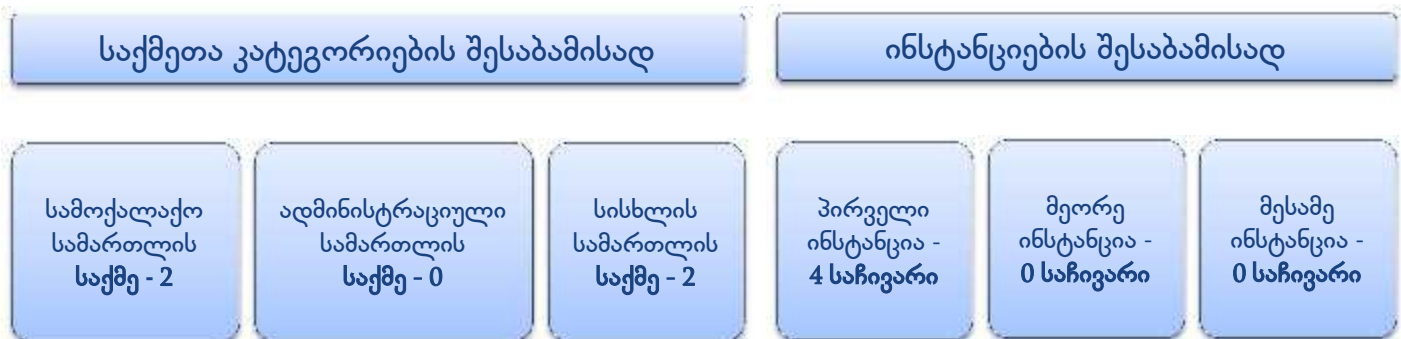 საქმეთა კატეგორიების შესაბამისად
ინსტანციების შესაბამისად
სამოქალაქო
სამართლის
საქმე - 2
ადმინისტრაციული
სამართლის
საქმე - 0
სისხლის
სამართლის
საქმე - 2
პირველი
ინსტანცია -
4 საჩივარი
მეორე
ინსტანცია -
0 საჩივარი
მესამე
ინსტანცია -
0 საჩივარი